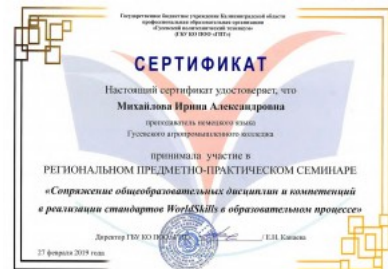 Государственное бюджетное учреждение Калининградской области
профессиональная образовательная организация
«Гусевский политехнический техникум»
(ГБУ КО ПОО «ГПТ»)
СЕРТИФИКАТ
Настоящий сертификат удостоверяет, что
Михайлова Ирина Александровна
преподаватель немецкого языка
Гусевского агропромышленного колледжа
принимала участие в
РЕГИОНАЛЬНОМ ПРЕДМЕТНО-ПРАКТИЧЕСКОМ СЕМИНАРЕ
«Сопряжение общеобразовательных дисциплин и компетенций
в реализации стандартов WorldSkills в образовательном процессе»
Директор ГБУ КО ПОО / Е.Н.
27 февраля 2019 года